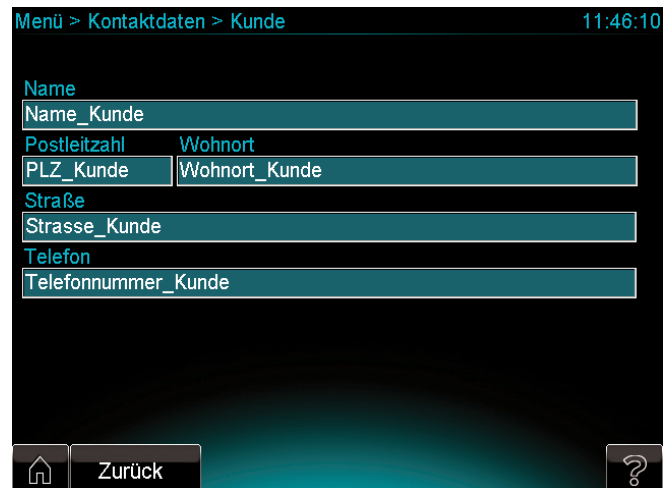 Menü > Kontaktdaten > Kunde 11:46:10
Name
Name_Kunde
Postleitzahl Wohnort
PLZ_Kunde Wohnort_Kunde
Straße
Strasse_Kunde
Telefon
Telefonnummer_Kunde
Zurück ?